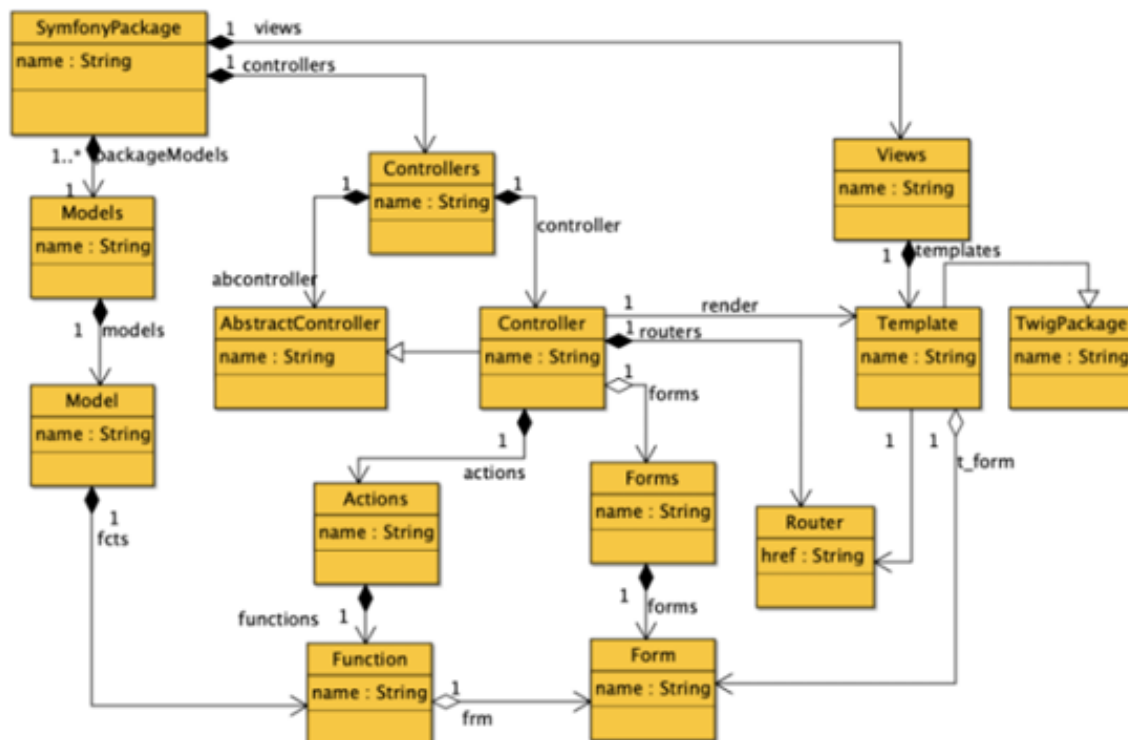 SymfonyPackage
name : String
1 views
1 controllers
1..* packageModels
1
Models
name : String
1 models
Model
name : String
1
fcts
Controllers
name : String
1
1
abcontroller
controller
Views
name : String
1 templates
AbstractController
name : String
Controller
name : String
1 render
1 routers
1
forms
Template
name : String
TwigPackage
name : String
1
actions
1
1
t_form
Actions
name : String
Forms
name : String
Router
href : String
functions 1
1 forms
Function
name : String
1
frm
Form
name : String